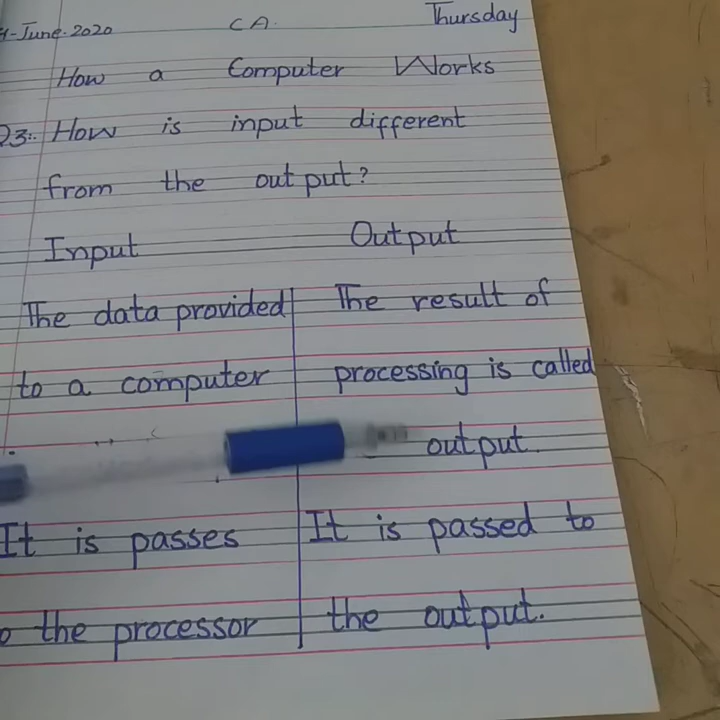 -June.2020 CA. Thursday
How a Computer Works
Q3:. How is input different
from the output?
Input Output
The data provided The result of
to a computer processing is called
output.
It is passes It is passed to
the processor the output.